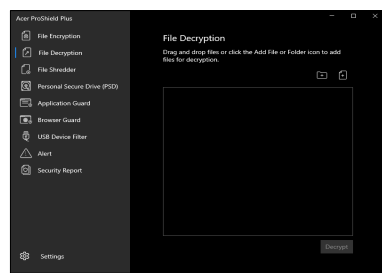 Acer ProShield Plus
File Encryption
File Decryption
File Shredder
Personal Secure Drive (PSD)
Application Guard
Browser Guard
USB Device Filter
Alert
Security Report
Settings
File Decryption
Drag and drop files or click the Add File or Folder icon to add
files for decryption.
Decrypt